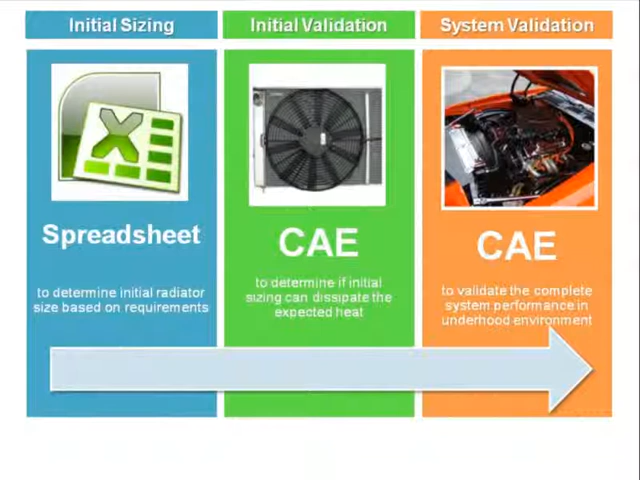 Initial Sizing
Initial Validation
System Validation
Spreadsheet
to determine initial radiator
size based on requirements
CAE
to determine if initial
sizing can dissipate the
expected heat
CAE
to validate the complete
system performance in
underhood environment